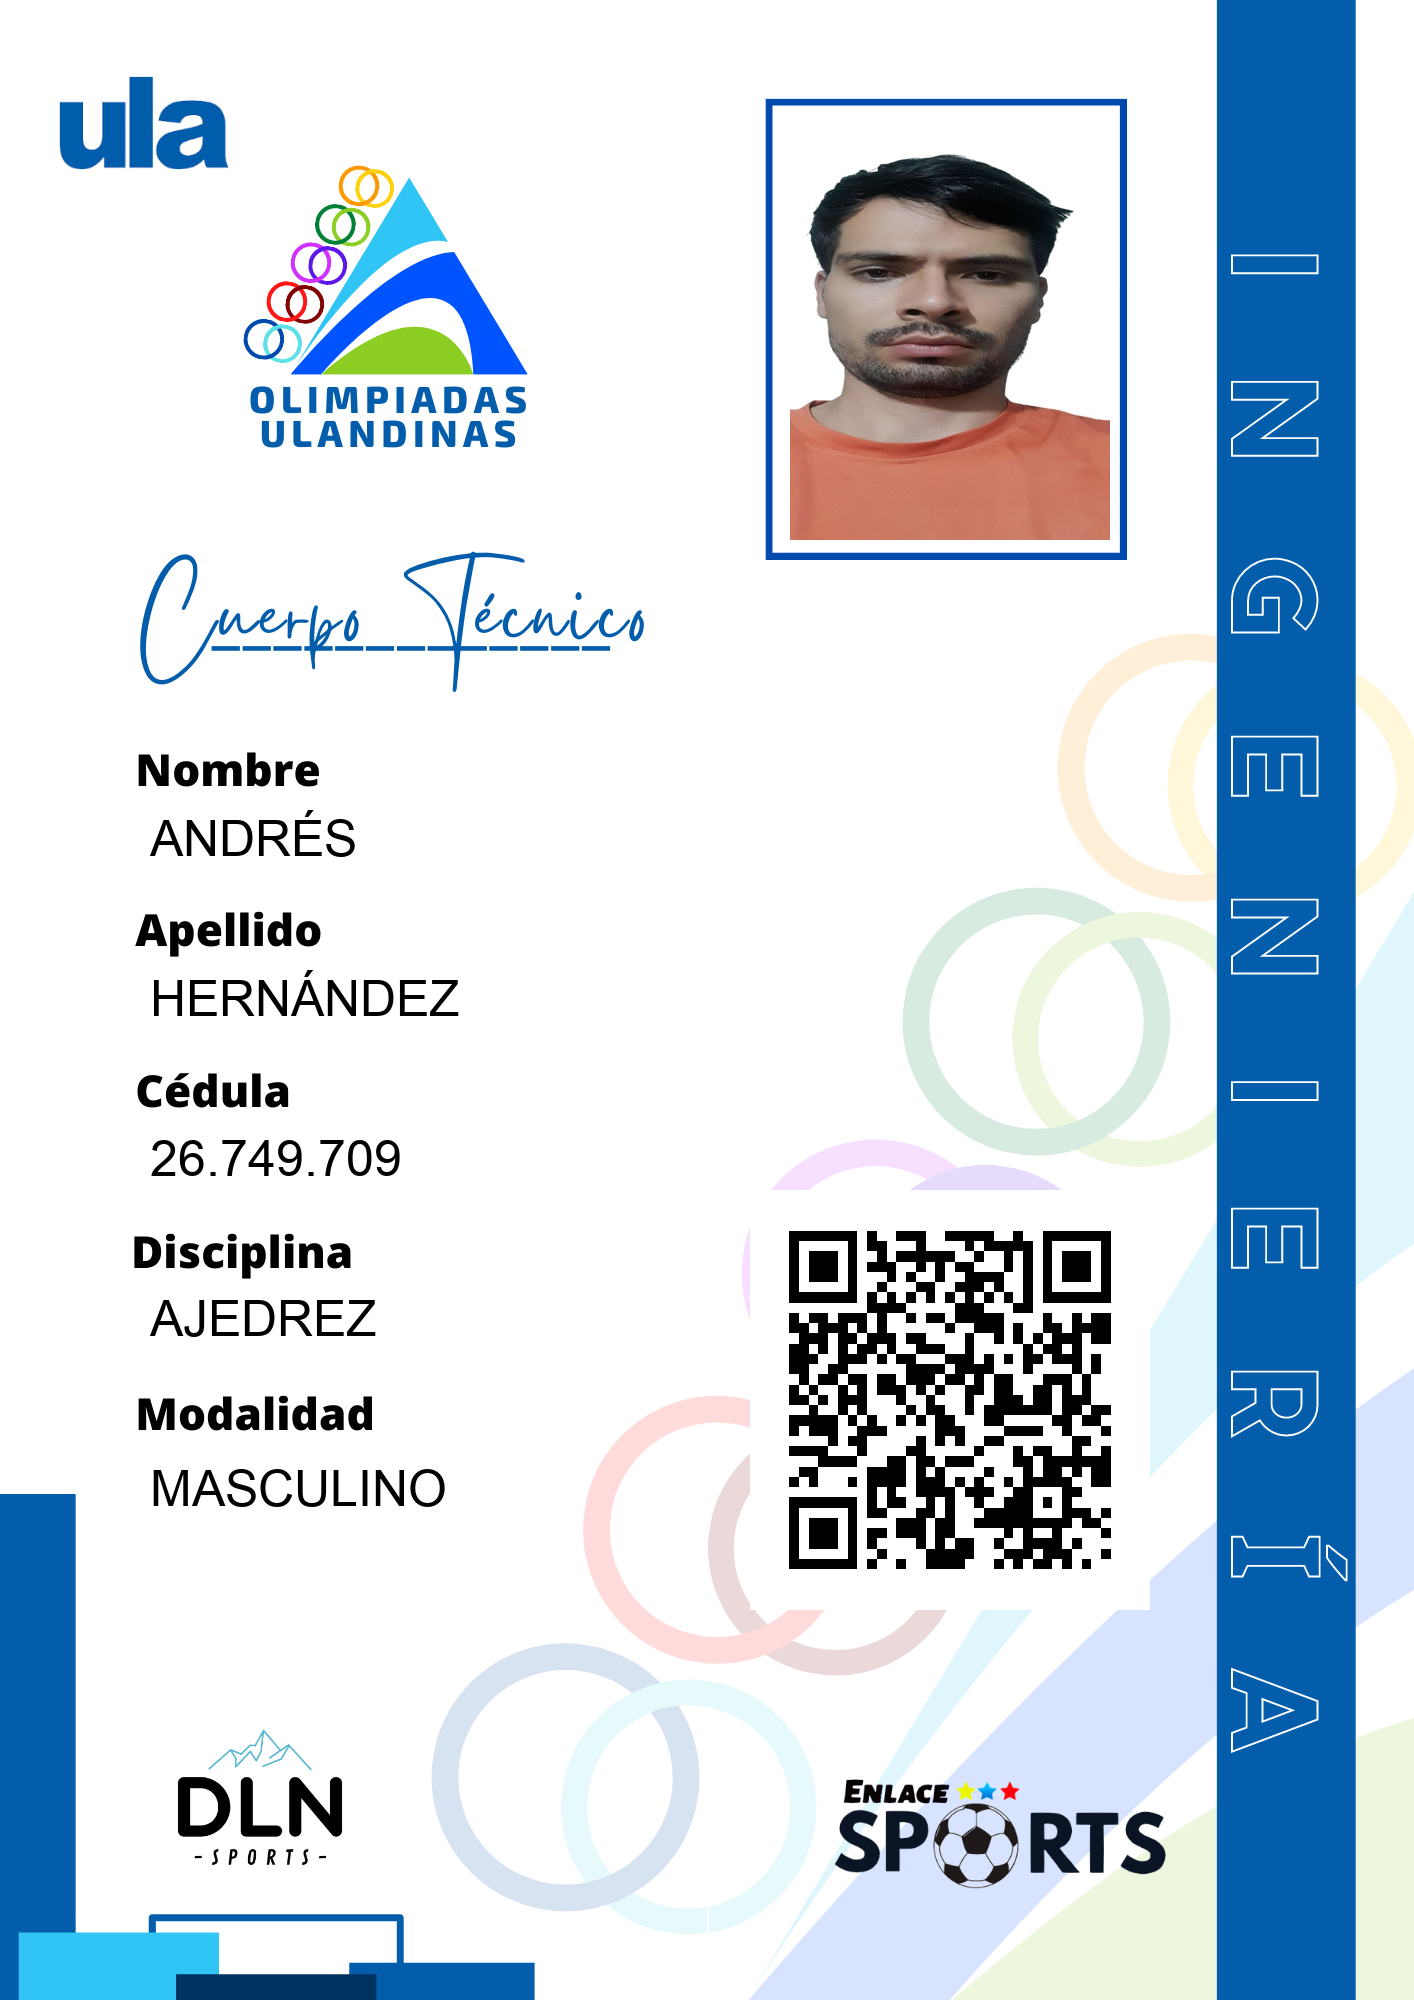 ula
OLIMPIADAS
ULANDINAS
Cuerpo Técnico
Nombre
ANDRÉS
Apellido
HERNÁNDEZ
Cédula
26.749.709
Disciplina
AJEDREZ
Modalidad
MASCULINO
DLN
-SPORTS-
ENLACE
SPORTS
INGENIERÍA